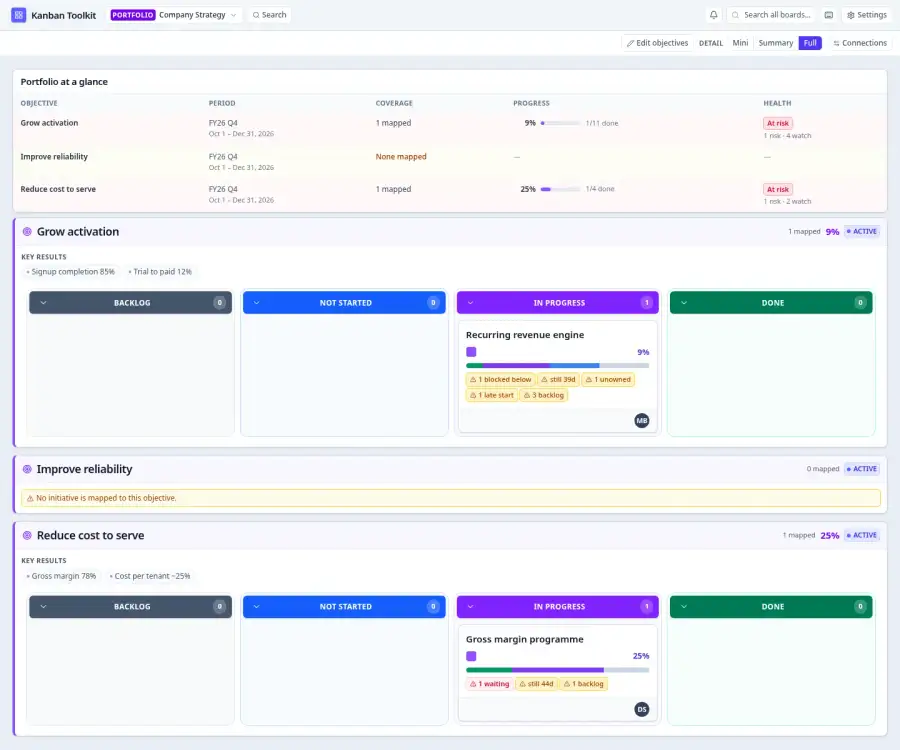 Kanban Toolkit PORTFOLIO Company Strategy Search Search all boards... Settings
Edit objectives DETAIL Mini Summary Full Connections
Portfolio at a glance
OBJECTIVE PERIOD COVERAGE PROGRESS HEALTH
Grow activation FY26 Q4 1 mapped 9% 1/11 done At risk
Oct 1 – Dec 31, 2026 1 risk · 4 watch
Improve reliability FY26 Q4 None mapped — —
Oct 1 – Dec 31, 2026
Reduce cost to serve FY26 Q4 1 mapped 25% 1/4 done At risk
Oct 1 – Dec 31, 2026 1 risk · 2 watch
Grow activation 1 mapped 9% ACTIVE
KEY RESULTS
Signup completion 85% Trial to paid 12%
BACKLOG 0 NOT STARTED 0 IN PROGRESS 1 DONE 0
Recurring revenue engine
9%
1 blocked below still 39d 1 unowned
1 late start 3 backlog
MB
Improve reliability 0 mapped ACTIVE
No initiative is mapped to this objective.
Reduce cost to serve 1 mapped 25% ACTIVE
KEY RESULTS
Gross margin 78% Cost per tenant −25%
BACKLOG 0 NOT STARTED 0 IN PROGRESS 1 DONE 0
Gross margin programme
25%
1 waiting still 44d 1 backlog
DS